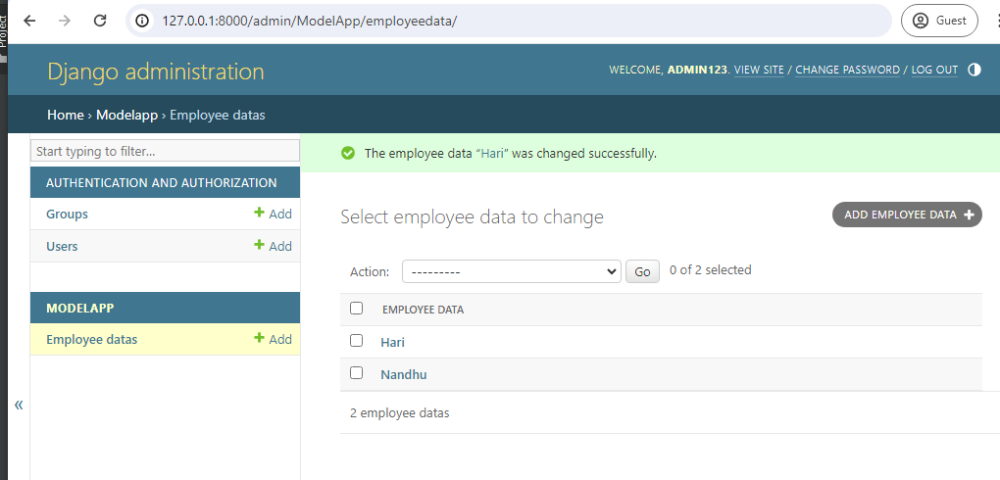 Project
127.0.0.1:8000/admin/ModelApp/employeedata/
Guest
Django administration
WELCOME, ADMIN123. VIEW SITE / CHANGE PASSWORD / LOG OUT
Home › Modelapp › Employee datas
Start typing to filter...
AUTHENTICATION AND AUTHORIZATION
Groups + Add
Users + Add
MODELAPP
Employee datas + Add
«
The employee data “Hari” was changed successfully.
Select employee data to change
ADD EMPLOYEE DATA +
Action: --------- Go 0 of 2 selected
EMPLOYEE DATA
Hari
Nandhu
2 employee datas